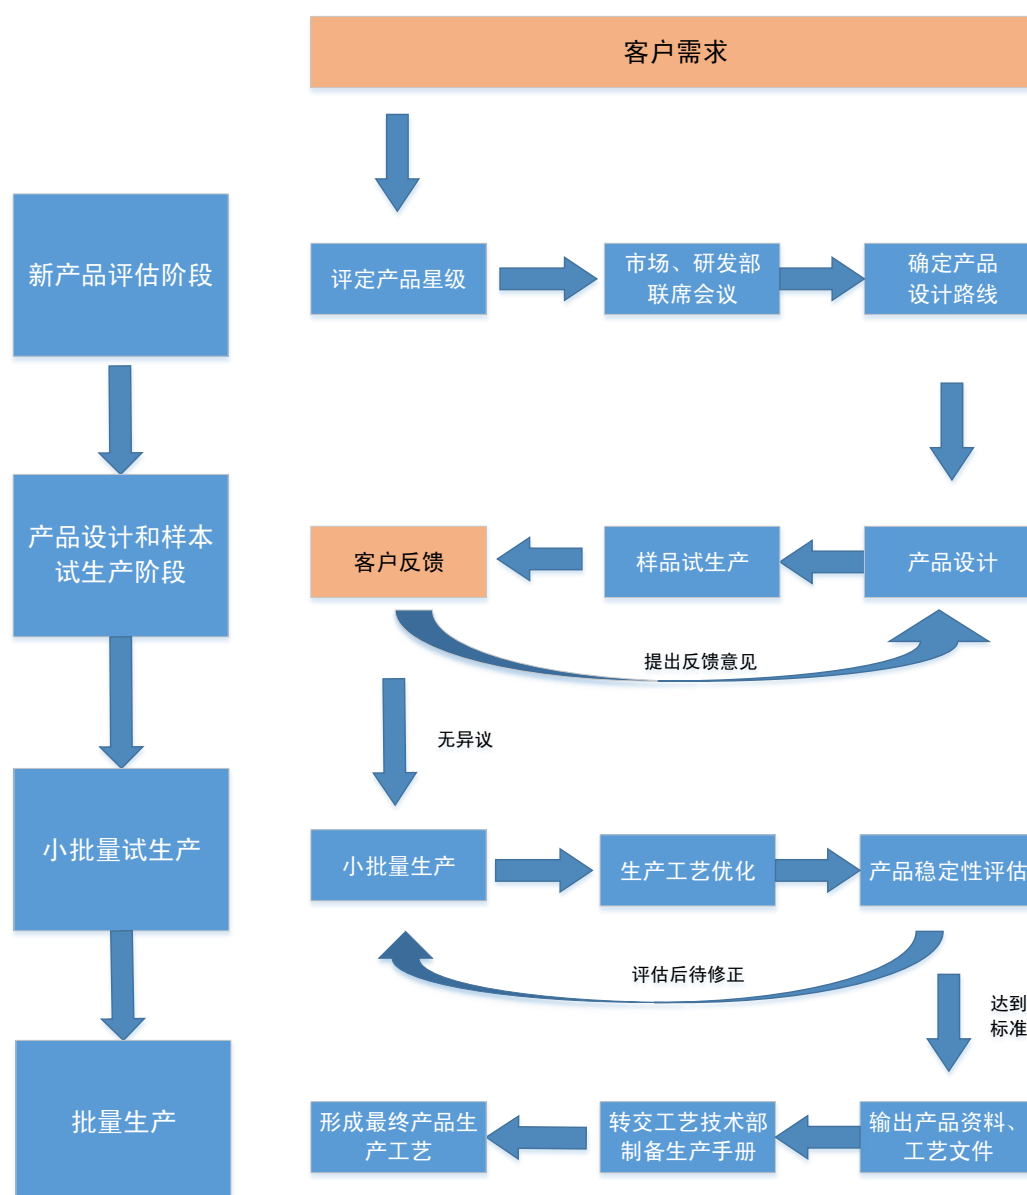 客户需求
新产品评估阶段
评定产品星级
市场、研发部
联席会议
确定产品
设计路线
产品设计和样本
试生产阶段
客户反馈
样品试生产
产品设计
提出反馈意见
无异议
小批量试生产
小批量生产
生产工艺优化
产品稳定性评估
评估后待修正
达到
标准
批量生产
形成最终产品生
产工艺
转交工艺技术部
制备生产手册
输出产品资料、
工艺文件